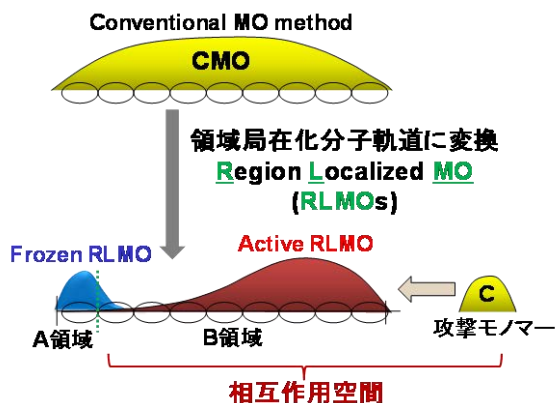 Conventional MO method
CMO
領域局在化分子軌道に変換
Region Localized MO
(RLMOs)
Frozen RLMO
Active RLMO
C
A領域
B領域
攻撃モノマー
相互作用空間